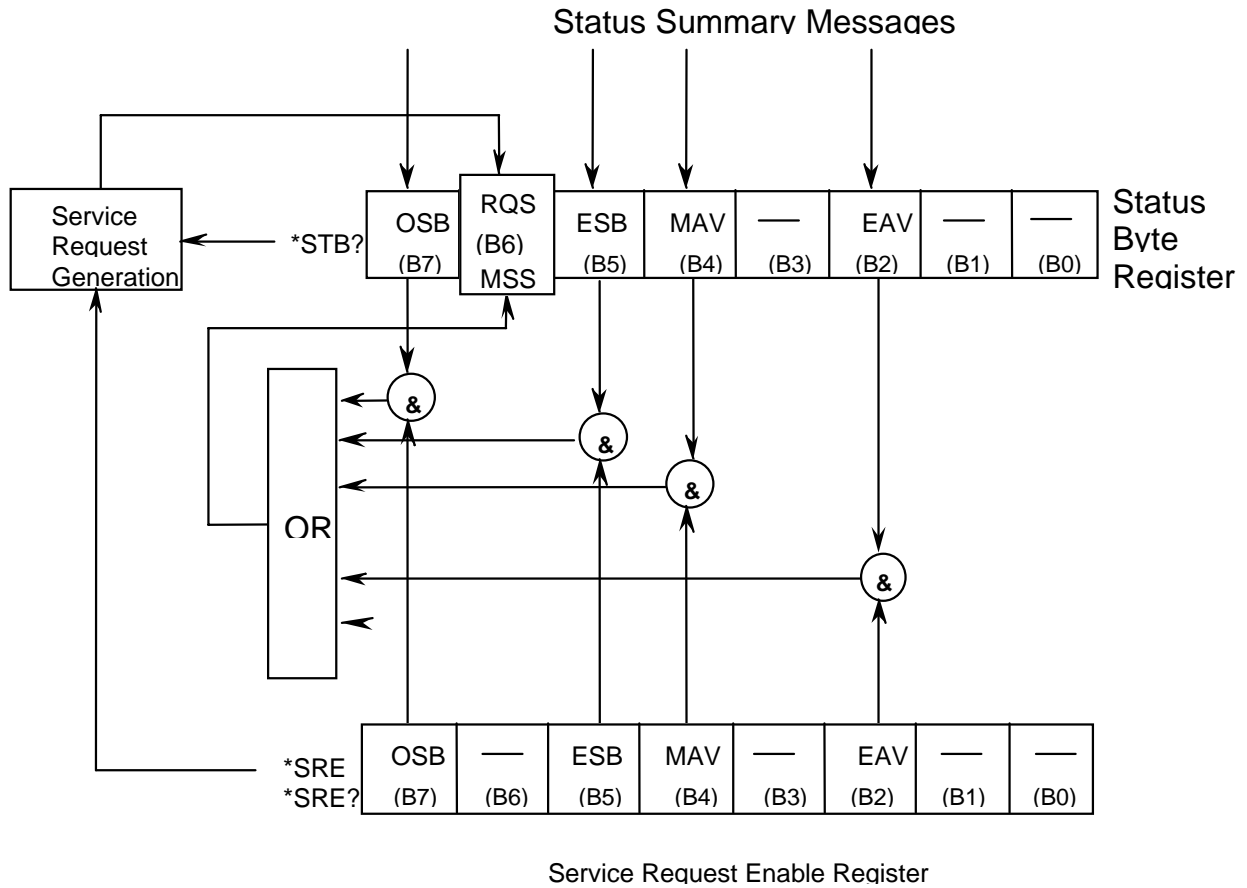 Status Summary Messages
Service
Request
Generation
*STB?
OSB
(B7)
RQS
(B6)
MSS
ESB
(B5)
MAV
(B4)
—
(B3)
EAV
(B2)
—
(B1)
—
(B0)
Status
Byte
Register
&
&
&
&
OR
*SRE
*SRE?
OSB
(B7)
—
(B6)
ESB
(B5)
MAV
(B4)
—
(B3)
EAV
(B2)
—
(B1)
—
(B0)
Service Request Enable Register